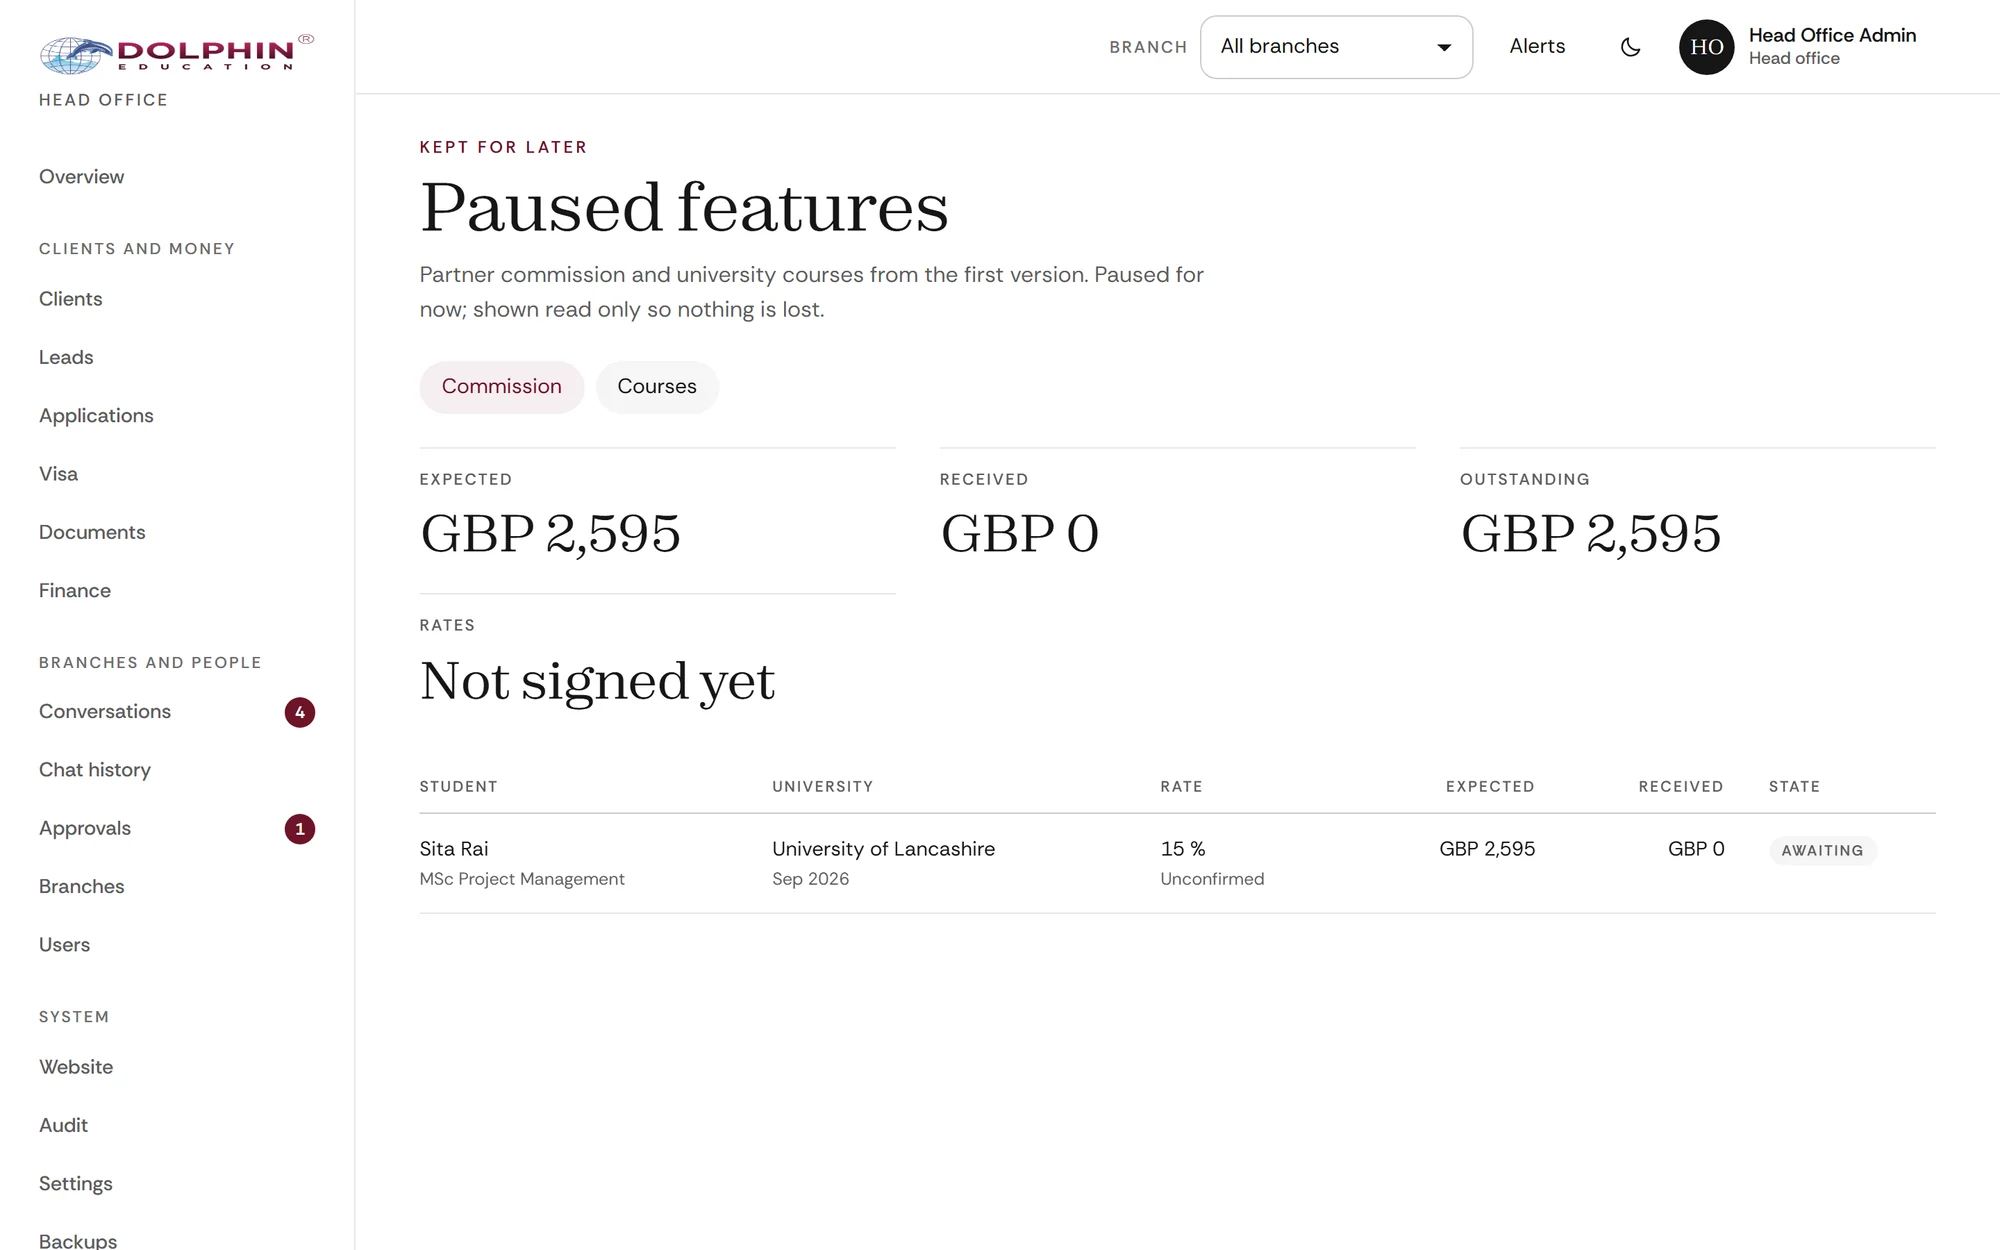 DOLPHIN ®
EDUCATION
HEAD OFFICE
Overview
CLIENTS AND MONEY
Clients
Leads
Applications
Visa
Documents
Finance
BRANCHES AND PEOPLE
Conversations 4
Chat history
Approvals 1
Branches
Users
SYSTEM
Website
Audit
Settings
Backups
BRANCH All branches Alerts HO Head Office Admin
Head office
KEPT FOR LATER
Paused features
Partner commission and university courses from the first version. Paused for
now; shown read only so nothing is lost.
Commission Courses
EXPECTED RECEIVED OUTSTANDING
GBP 2,595 GBP 0 GBP 2,595
RATES
Not signed yet
STUDENT UNIVERSITY RATE EXPECTED RECEIVED STATE
Sita Rai University of Lancashire 15 % GBP 2,595 GBP 0 AWAITING
MSc Project Management Sep 2026 Unconfirmed